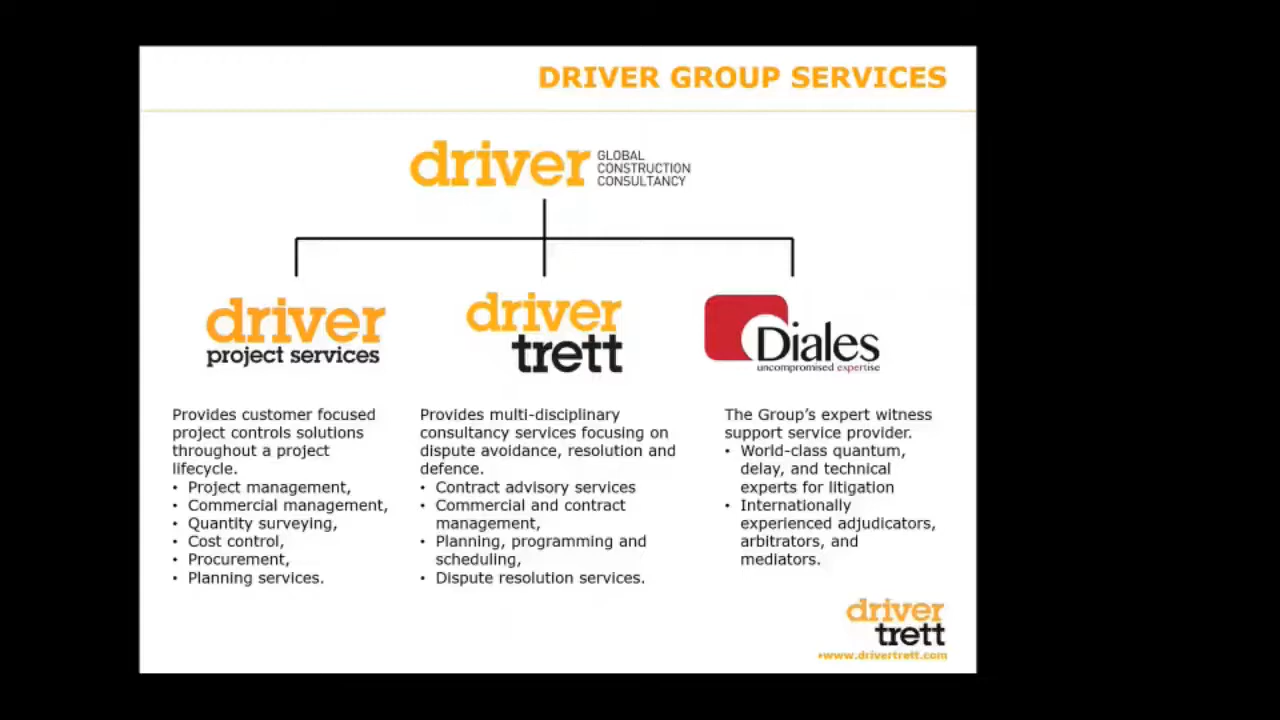 DRIVER GROUP SERVICES
driver GLOBAL
CONSTRUCTION
CONSULTANCY
driver
project services
driver
trett
Diales
uncompromised expertise
Provides customer focused
project controls solutions
throughout a project
lifecycle.
• Project management,
• Commercial management,
• Quantity surveying,
• Cost control,
• Procurement,
• Planning services.
Provides multi-disciplinary
consultancy services focusing on
dispute avoidance, resolution and
defence.
• Contract advisory services
• Commercial and contract
management,
• Planning, programming and
scheduling,
• Dispute resolution services.
The Group’s expert witness
support service provider.
• World-class quantum,
delay, and technical
experts for litigation
• Internationally
experienced adjudicators,
arbitrators, and
mediators.
driver
trett
•www.drivertrett.com